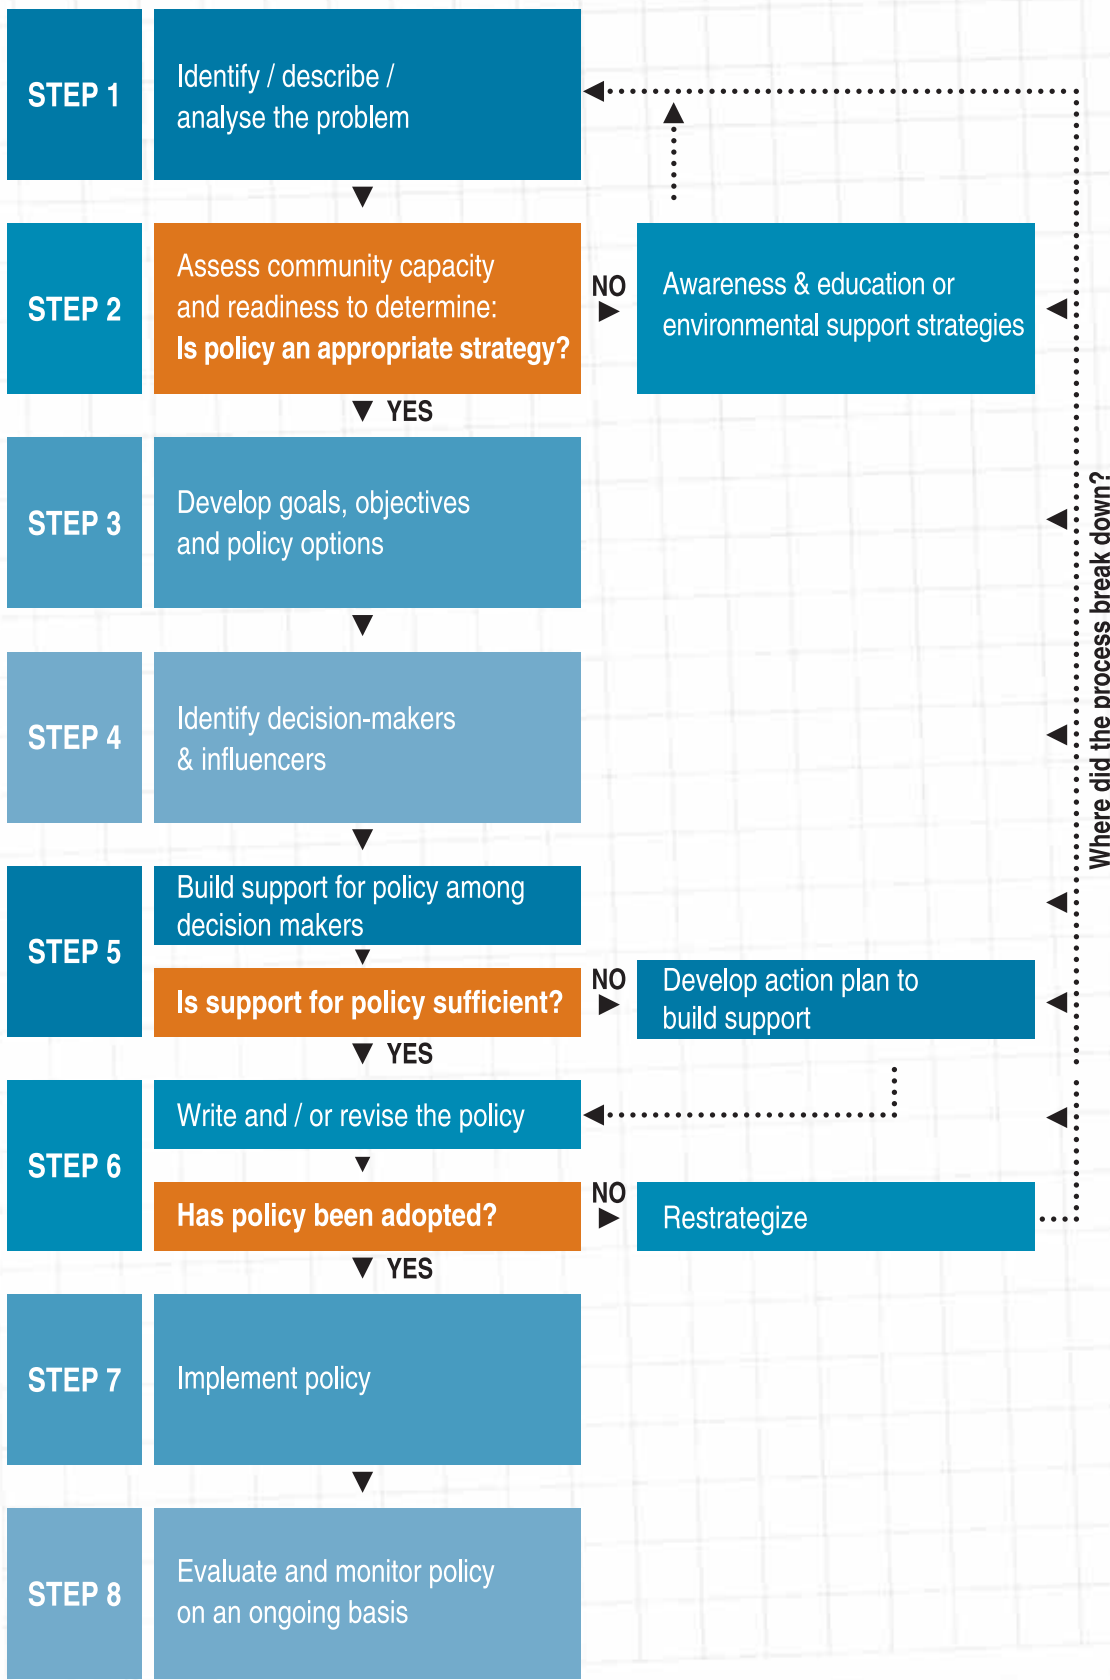 STEP 1
Identify / describe /
analyse the problem
STEP 2
Assess community capacity
and readiness to determine:
Is policy an appropriate strategy?
NO
Awareness & education or
environmental support strategies
YES
STEP 3
Develop goals, objectives
and policy options
STEP 4
Identify decision-makers
& influencers
Where did the process break down?
STEP 5
Build support for policy among
decision makers
Is support for policy sufficient?
NO
Develop action plan to
build support
YES
STEP 6
Write and / or revise the policy
Has policy been adopted?
NO
Restrategize
YES
STEP 7
Implement policy
STEP 8
Evaluate and monitor policy
on an ongoing basis